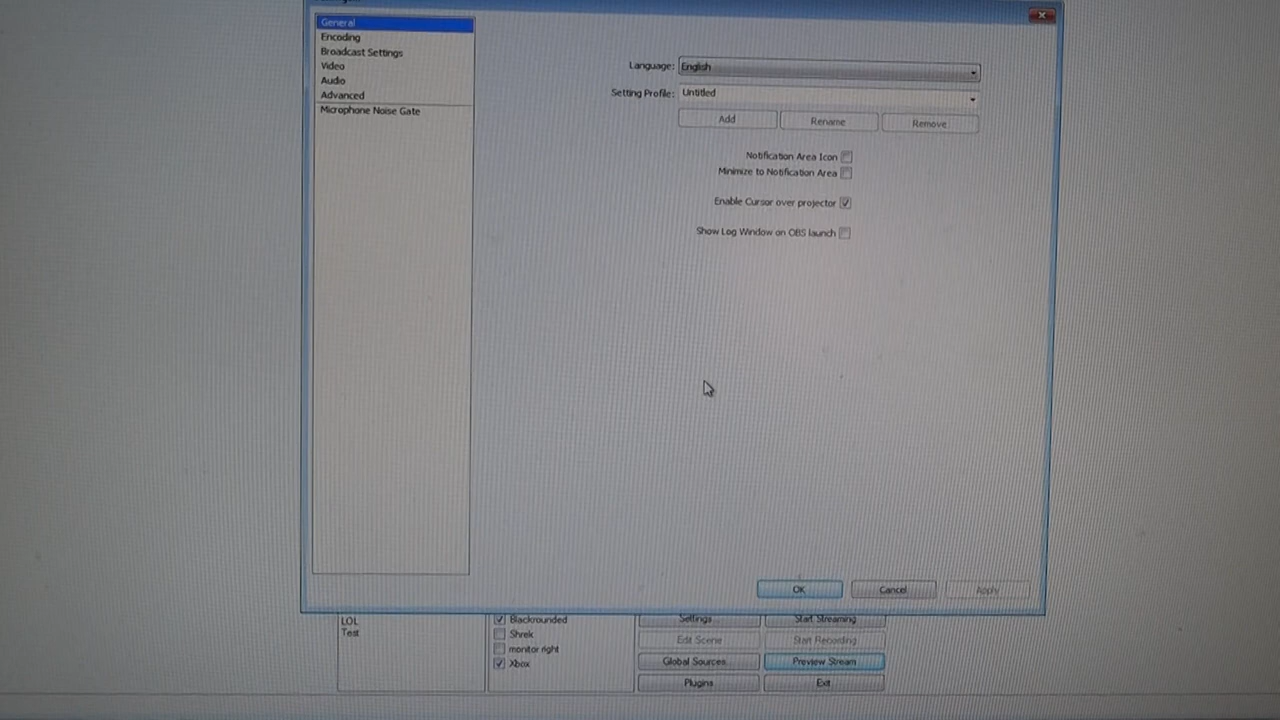 General
Encoding
Broadcast Settings
Video
Audio
Advanced
Microphone Noise Gate
Language: English
Setting Profile: Untitled
Add Rename Remove
Notification Area Icon
Minimize to Notification Area
Enable Cursor over projector
Show Log Window on OBS launch
OK Cancel Apply
LOL
Test
Blackrounded
Shrek
monitor right
Xbox
Settings... Start Streaming
Edit Scene Start Recording
Global Sources... Preview Stream
Plugins Exit